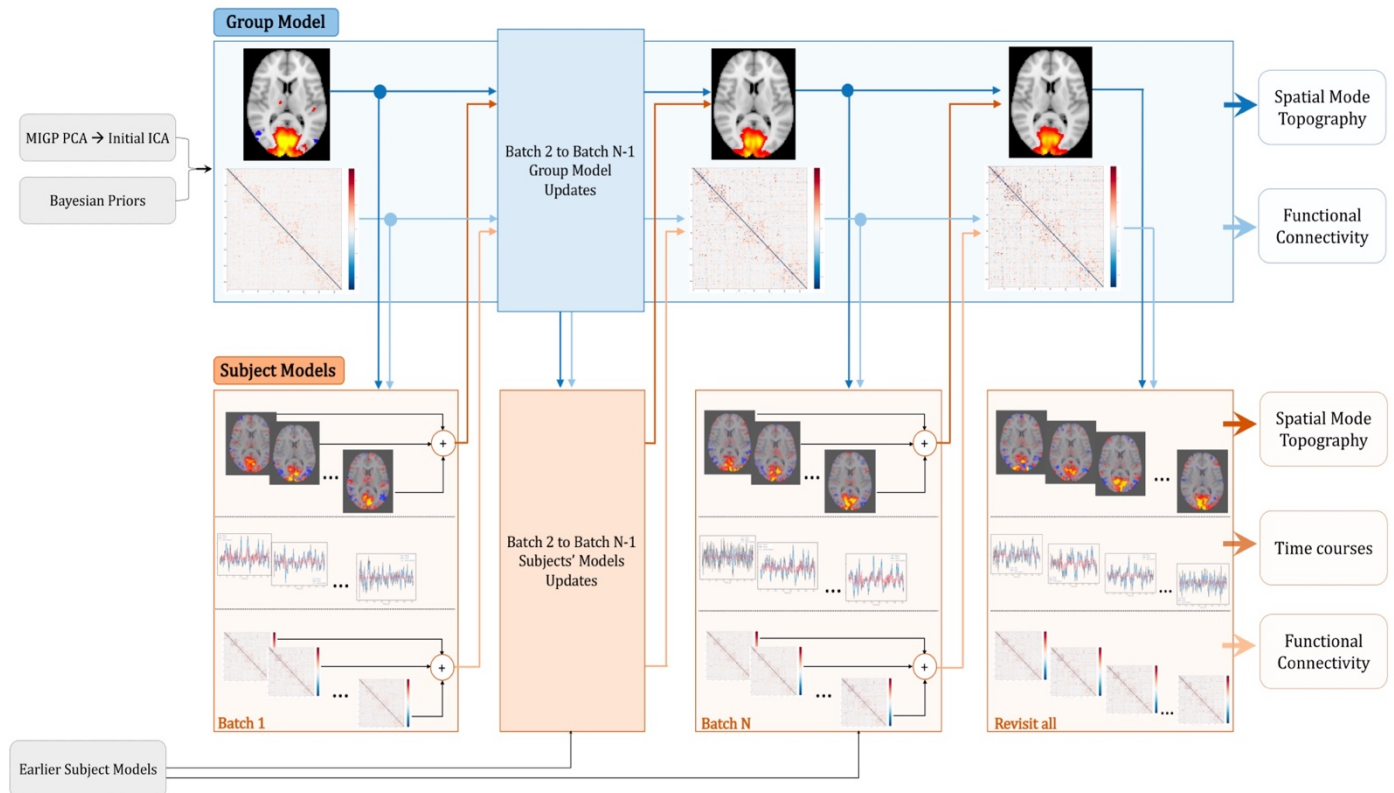 Group Model
MIGP PCA → Initial ICA
Bayesian Priors
Batch 2 to Batch N-1
Group Model
Updates
Spatial Mode
Topography
Functional
Connectivity
Subject Models
+
...
+
...
...
Batch 2 to Batch N-1
Subjects' Models
Updates
...
...
...
Spatial Mode
Topography
Time courses
Functional
Connectivity
+
...
+
...
...
Batch 1
Batch N
Revisit all
Earlier Subject Models